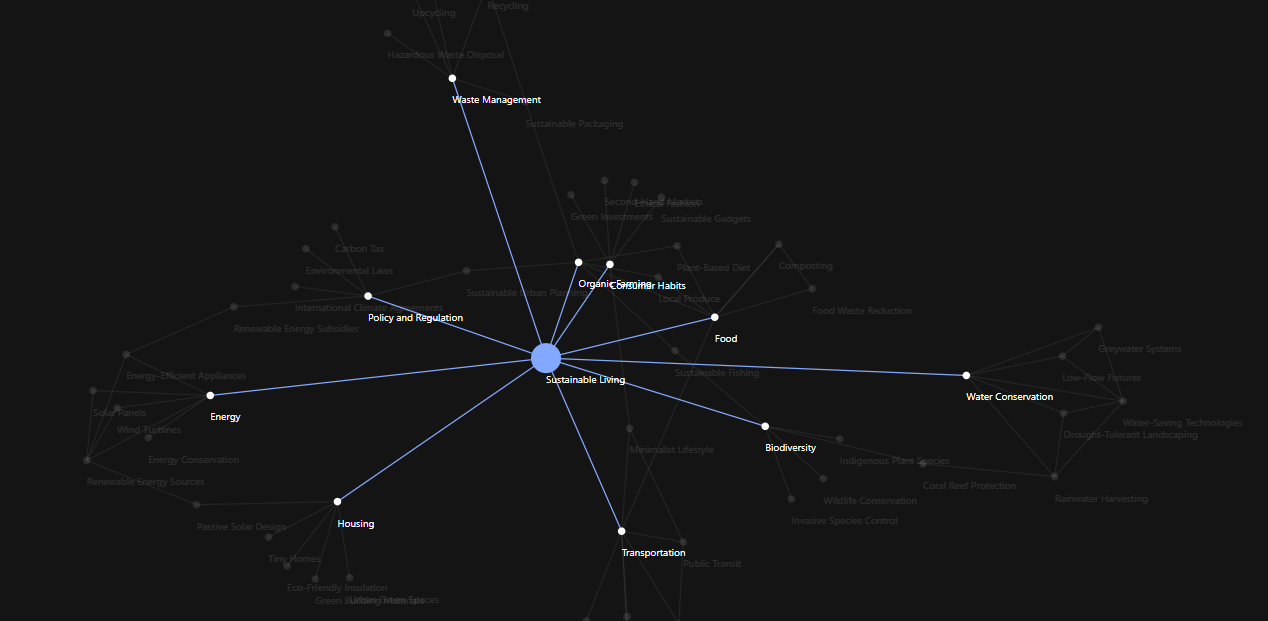 Recycling
Upcycling
Hazardous Waste Disposal
Waste Management
Sustainable Packaging
Second-Hand Markets
Ethical Fashion
Green Investments
Sustainable Gadgets
Carbon Tax
Plant-Based Diet
Composting
Environmental Laws
Organic Farming
Consumer Habits
Sustainable Urban Planning
Local Produce
International Climate Agreements
Food Waste Reduction
Policy and Regulation
Renewable Energy Subsidies
Food
Greywater Systems
Sustainable Fishing
Energy-Efficient Appliances
Sustainable Living
Low-Flow Fixtures
Water Conservation
Solar Panels
Energy
Water-Saving Technologies
Wind Turbines
Drought-Tolerant Landscaping
Biodiversity
Minimalist Lifestyle
Energy Conservation
Indigenous Plant Species
Renewable Energy Sources
Coral Reef Protection
Rainwater Harvesting
Wildlife Conservation
Invasive Species Control
Housing
Passive Solar Design
Transportation
Tiny Homes
Public Transit
Eco-Friendly Insulation
Green Building Materials
Urban Green Spaces